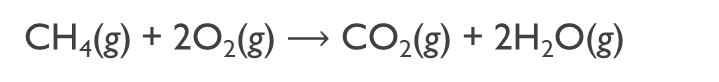 CH₄(g) + 2O₂(g) ⟶ CO₂(g) + 2H₂O(g)